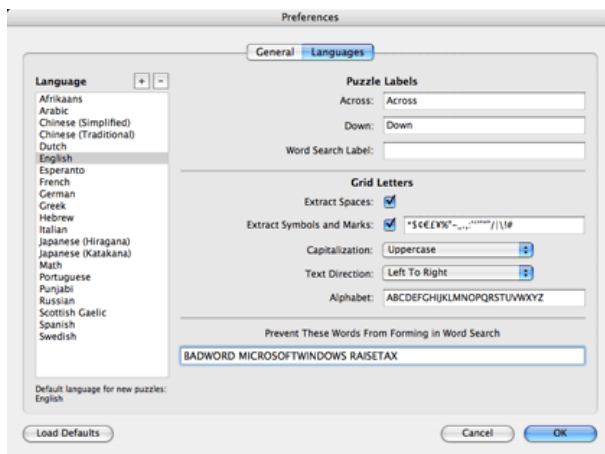 Preferences
General Languages
Language + -
Afrikaans
Arabic
Chinese (Simplified)
Chinese (Traditional)
Dutch
English
Esperanto
French
German
Greek
Hebrew
Italian
Japanese (Hiragana)
Japanese (Katakana)
Math
Portuguese
Punjabi
Russian
Scottish Gaelic
Spanish
Swedish
Default language for new puzzles:
English
Puzzle Labels
Across: Across
Down: Down
Word Search Label:
Grid Letters
Extract Spaces:
Extract Symbols and Marks:
Capitalization: Uppercase
Text Direction: Left To Right
Alphabet: ABCDEFGHIJKLMNOPQRSTUVWXYZ
Prevent These Words From Forming in Word Search
BADWORD MICROSOFTWINDOWS RAISETAX
Load Defaults
Cancel OK